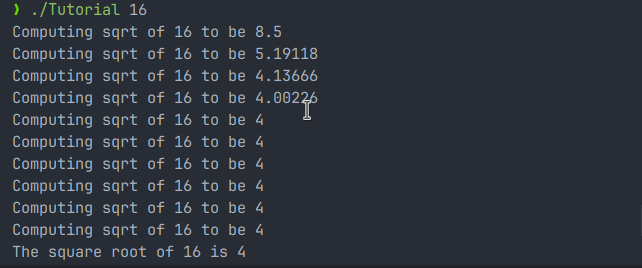 ❯ ./Tutorial 16
Computing sqrt of 16 to be 8.5
Computing sqrt of 16 to be 5.19118
Computing sqrt of 16 to be 4.13666
Computing sqrt of 16 to be 4.00226
Computing sqrt of 16 to be 4
Computing sqrt of 16 to be 4
Computing sqrt of 16 to be 4
Computing sqrt of 16 to be 4
Computing sqrt of 16 to be 4
Computing sqrt of 16 to be 4
The square root of 16 is 4